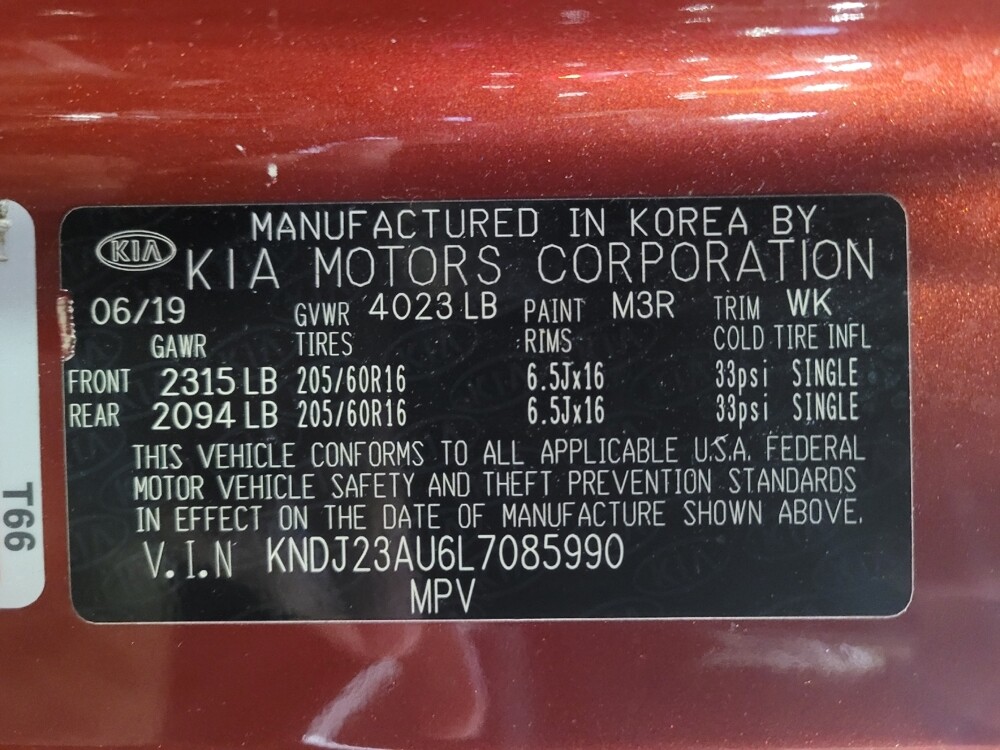 MANUFACTURED IN KOREA BY
KIA KIA MOTORS CORPORATION
06/19 GVWR 4023 LB PAINT M3R TRIM WK
GAWR TIRES RIMS COLD TIRE INFL
FRONT 2315 LB 205/60R16 6.5Jx16 33psi SINGLE
REAR 2094 LB 205/60R16 6.5Jx16 33psi SINGLE
THIS VEHICLE CONFORMS TO ALL APPLICABLE U.S.A. FEDERAL
MOTOR VEHICLE SAFETY AND THEFT PREVENTION STANDARDS
IN EFFECT ON THE DATE OF MANUFACTURE SHOWN ABOVE.
V.I.N KNDJ23AU6L7085990
MPV
T66